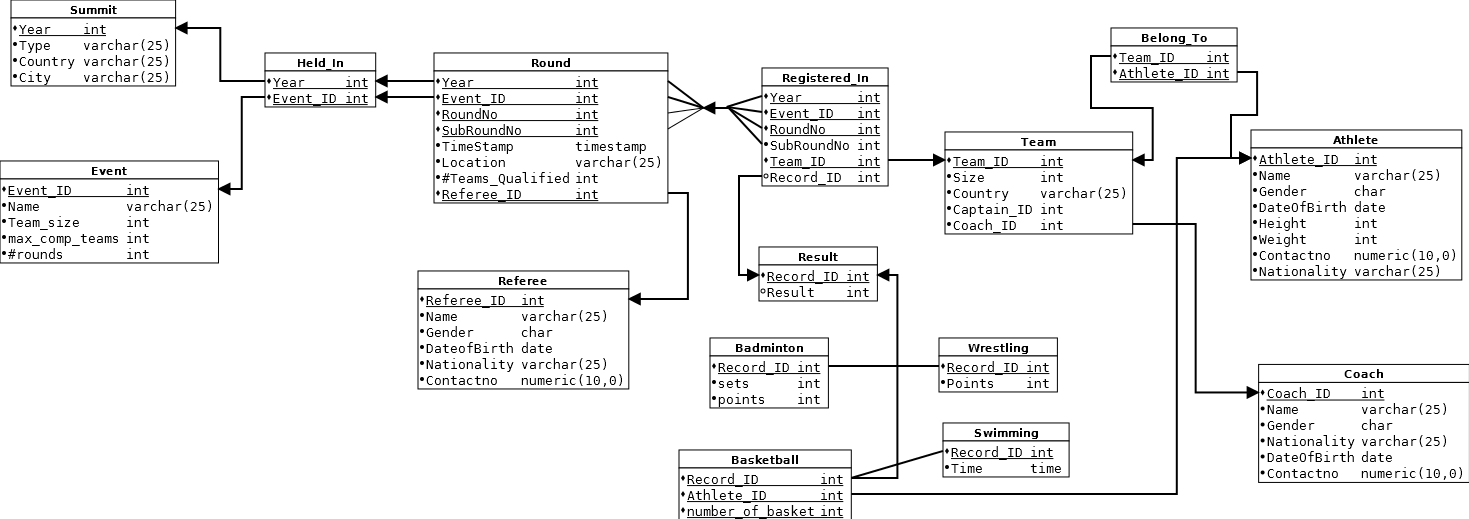 Summit
Year int
Type varchar(25)
Country varchar(25)
City varchar(25)
Held_In
Year int
Event_ID int
Event
Event_ID int
Name varchar(25)
Team_size int
max_comp_teams int
#rounds int
Round
Year int
Event_ID int
RoundNo int
SubRoundNo int
TimeStamp timestamp
Location varchar(25)
#Teams_Qualified int
Referee_ID int
Referee
Referee_ID int
Name varchar(25)
Gender char
DateofBirth date
Nationality varchar(25)
Contactno numeric(10,0)
Registered_In
Year int
Event_ID int
RoundNo int
SubRoundNo int
Team_ID int
Record_ID int
Result
Record_ID int
Result int
Badminton
Record_ID int
sets int
points int
Wrestling
Record_ID int
Points int
Swimming
Record_ID int
Time time
Basketball
Record_ID int
Athlete_ID int
number_of_basket int
Team
Team_ID int
Size int
Country varchar(25)
Captain_ID int
Coach_ID int
Belong_To
Team_ID int
Athlete_ID int
Athlete
Athlete_ID int
Name varchar(25)
Gender char
DateOfBirth date
Height int
Weight int
Contactno numeric(10,0)
Nationality varchar(25)
Coach
Coach_ID int
Name varchar(25)
Gender char
Nationality varchar(25)
DateOfBirth date
Contactno numeric(10,0)